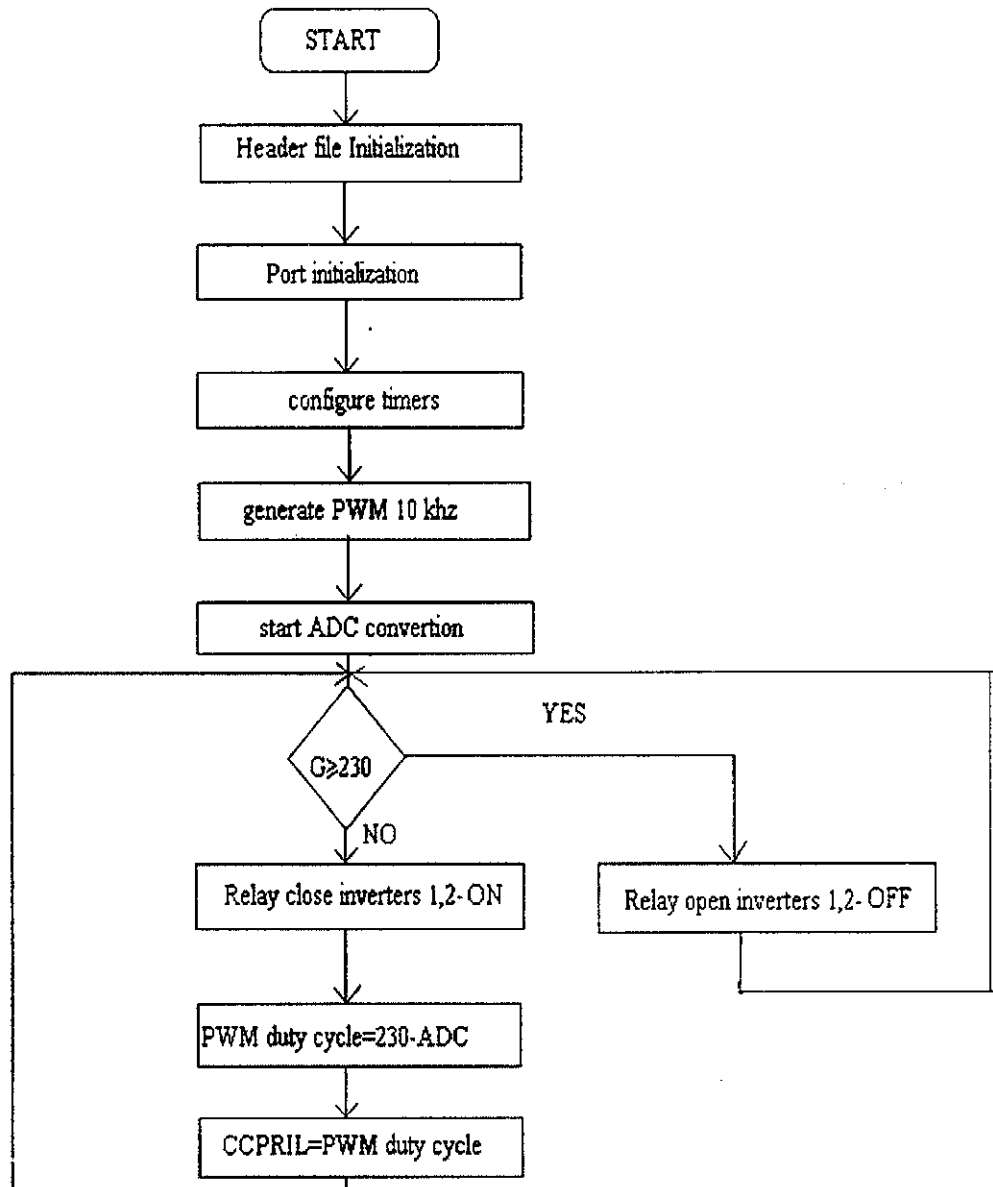 START
Header file Initialization
Port initialization
configure timers
generate PWM 10 khz
start ADC convertion
YES
G⩾230
NO
Relay close inverters 1,2- ON
Relay open inverters 1,2- OFF
PWM duty cycle=230-ADC
CCPRIL=PWM duty cycle